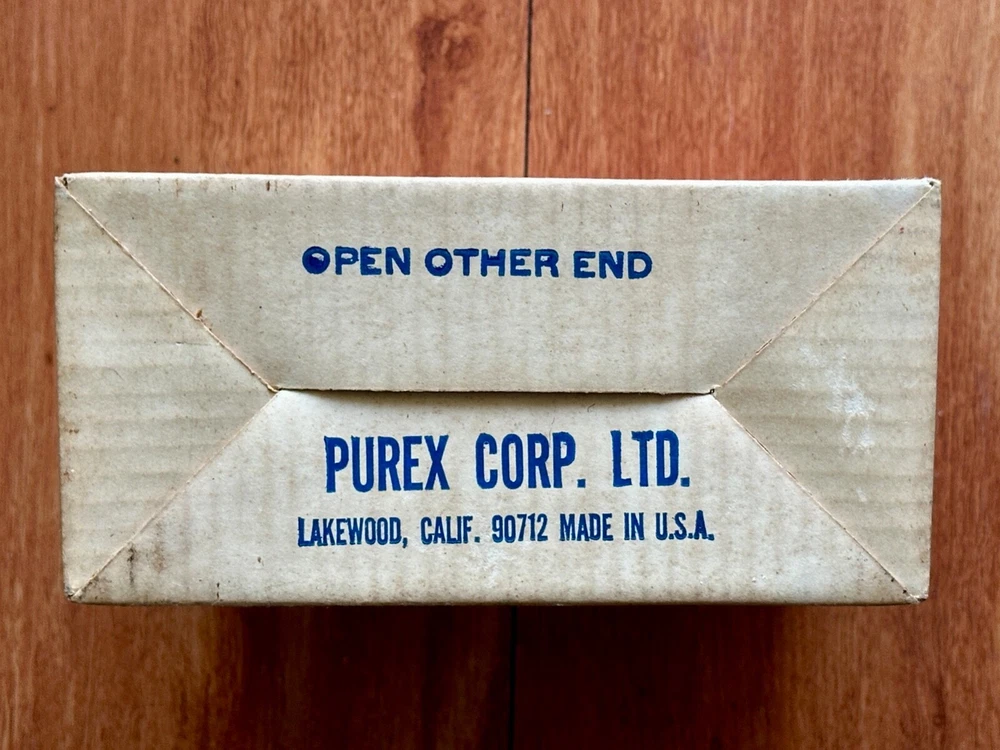 OPEN OTHER END
PUREX CORP. LTD.
LAKEWOOD, CALIF. 90712 MADE IN U.S.A.